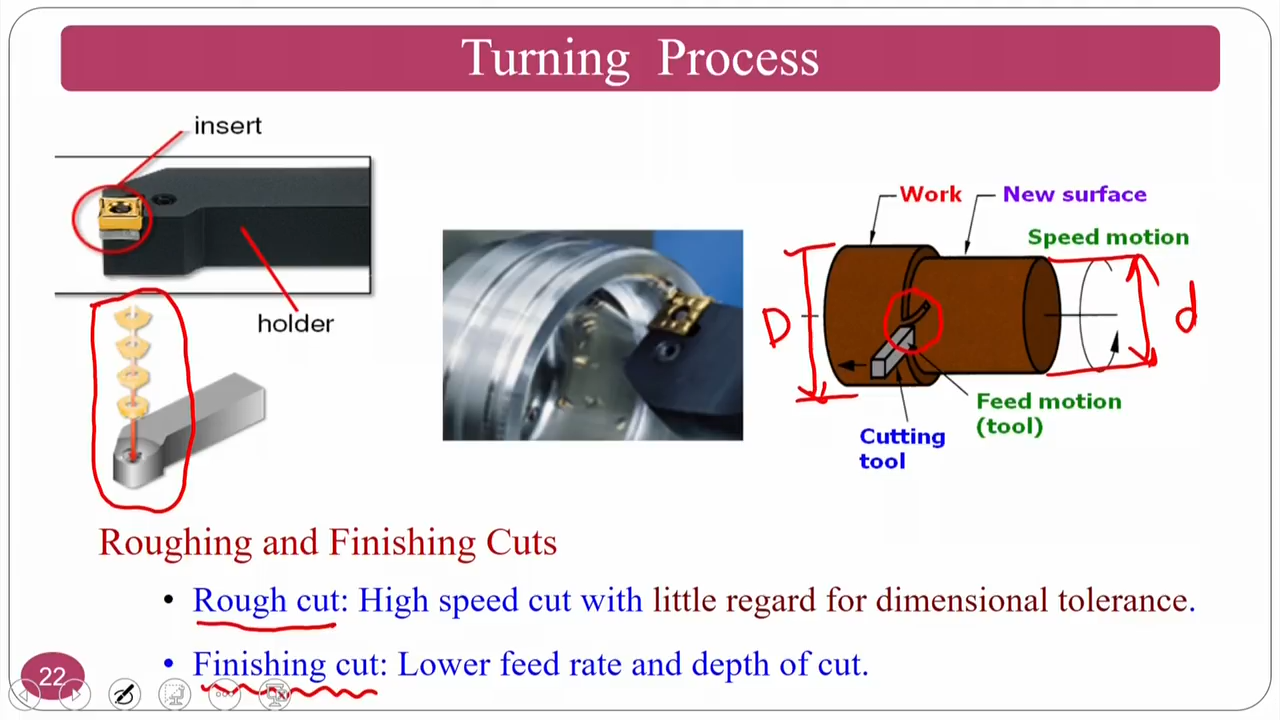 Turning Process
insert
holder
Work
New surface
Speed motion
D
d
Feed motion
(tool)
Cutting
tool
Roughing and Finishing Cuts
• Rough cut: High speed cut with little regard for dimensional tolerance.
• Finishing cut: Lower feed rate and depth of cut.
22